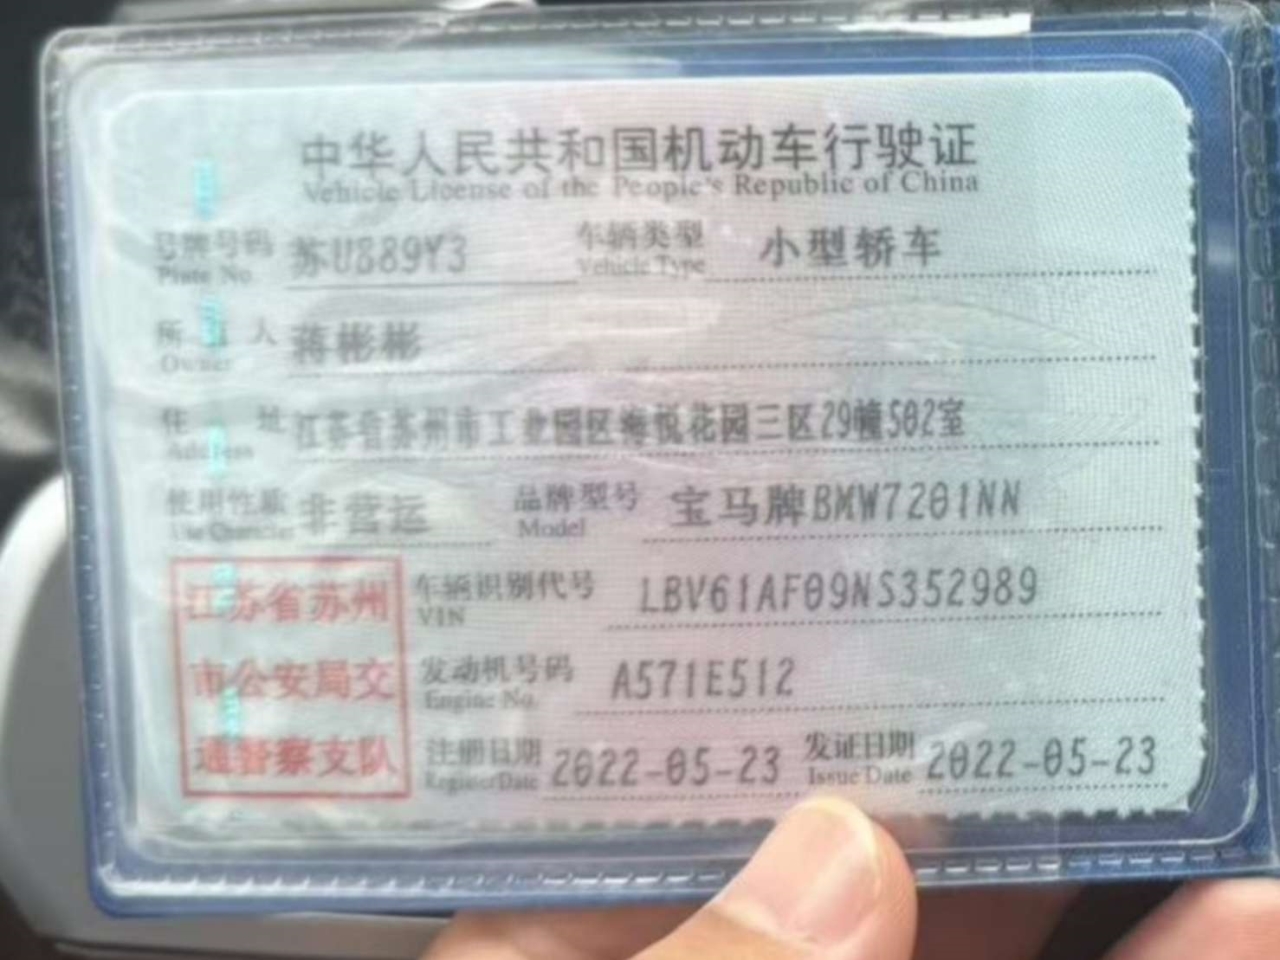 中华人民共和国机动车行驶证
Vehicle License of the People's Republic of China
号牌号码 苏U889Y3 车辆类型 小型轿车
Plate No. Vehicle Type
所有人 蒋彬彬
Owner
住址 江苏省苏州市工业园区海悦花园三区29幢502室
Address
使用性质 非营运 品牌型号 宝马牌BMW7201NN
Use Character Model
江苏省苏州
市公安局交
通警察支队
车辆识别代号 LBV61AF09NS352989
VIN
发动机号码 A571E512
Engine No.
注册日期 2022-05-23 发证日期 2022-05-23
Register Date Issue Date